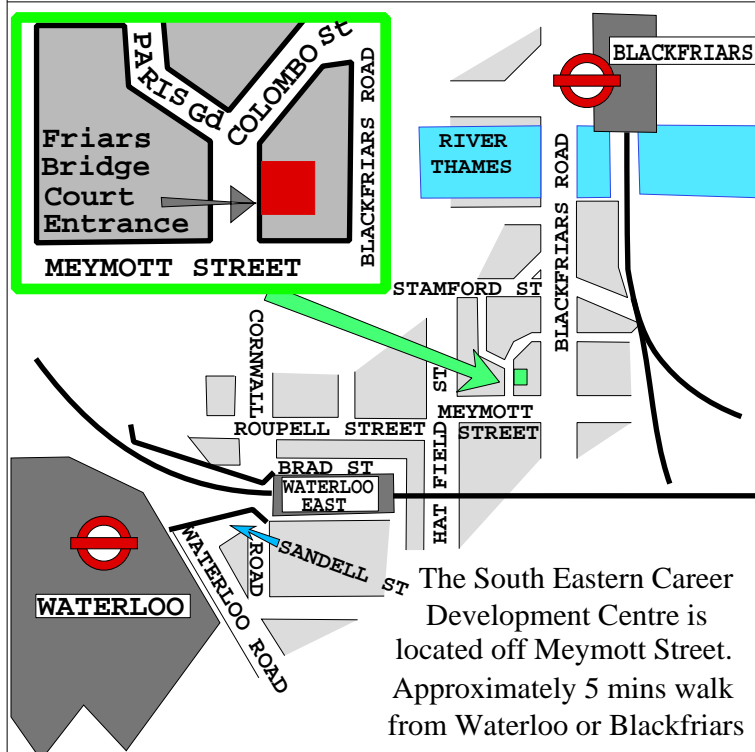 PARIS Gd
COLOMBO St
BLACKFRIARS ROAD
Friars
Bridge
Court
Entrance
MEYMOTT STREET
BLACKFRIARS
RIVER
THAMES
BLACKFRIARS ROAD
STAMFORD ST
CORNWALL
ROAD
HAT FIELD ST
MEYMOTT
STREET
ROUPELL STREET
BRAD ST
WATERLOO
EAST
SANDELL ST
WATERLOO ROAD
WATERLOO
The South Eastern Career
Development Centre is
located off Meymott Street.
Approximately 5 mins walk
from Waterloo or Blackfriars